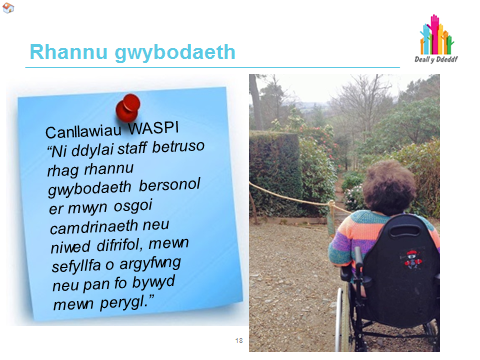 Rhannu gwybodaeth
Deall y Ddeddf
Canllawiau WASPI
“Ni ddylai staff betruso
rhag rhannu
gwybodaeth bersonol
er mwyn osgoi
camdrinaeth neu
niwed difrifol, mewn
sefyllfa o argyfwng
neu pan fo bywyd
mewn perygl.”
18